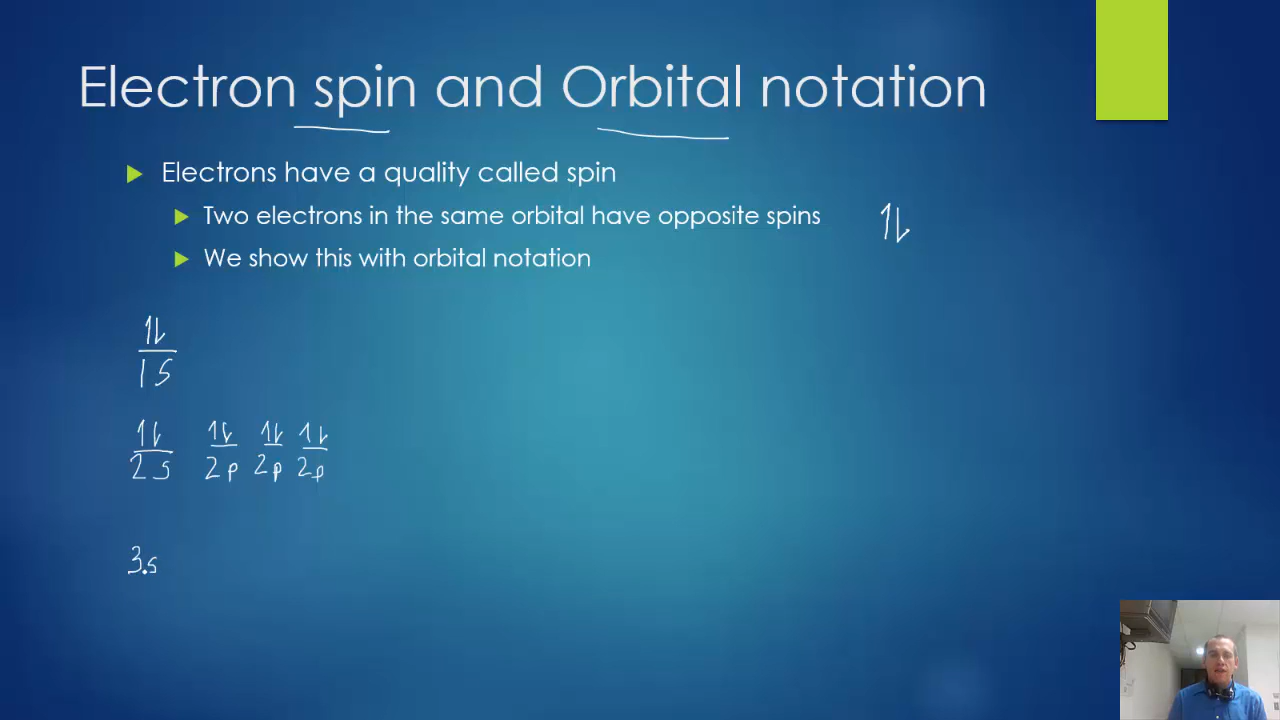 Electron spin and Orbital notation
Electrons have a quality called spin
Two electrons in the same orbital have opposite spins ↿⇂
We show this with orbital notation
↿⇂
1s
↿⇂ ↿⇂ ↿⇂ ↿⇂
2s 2p 2p 2p
3s